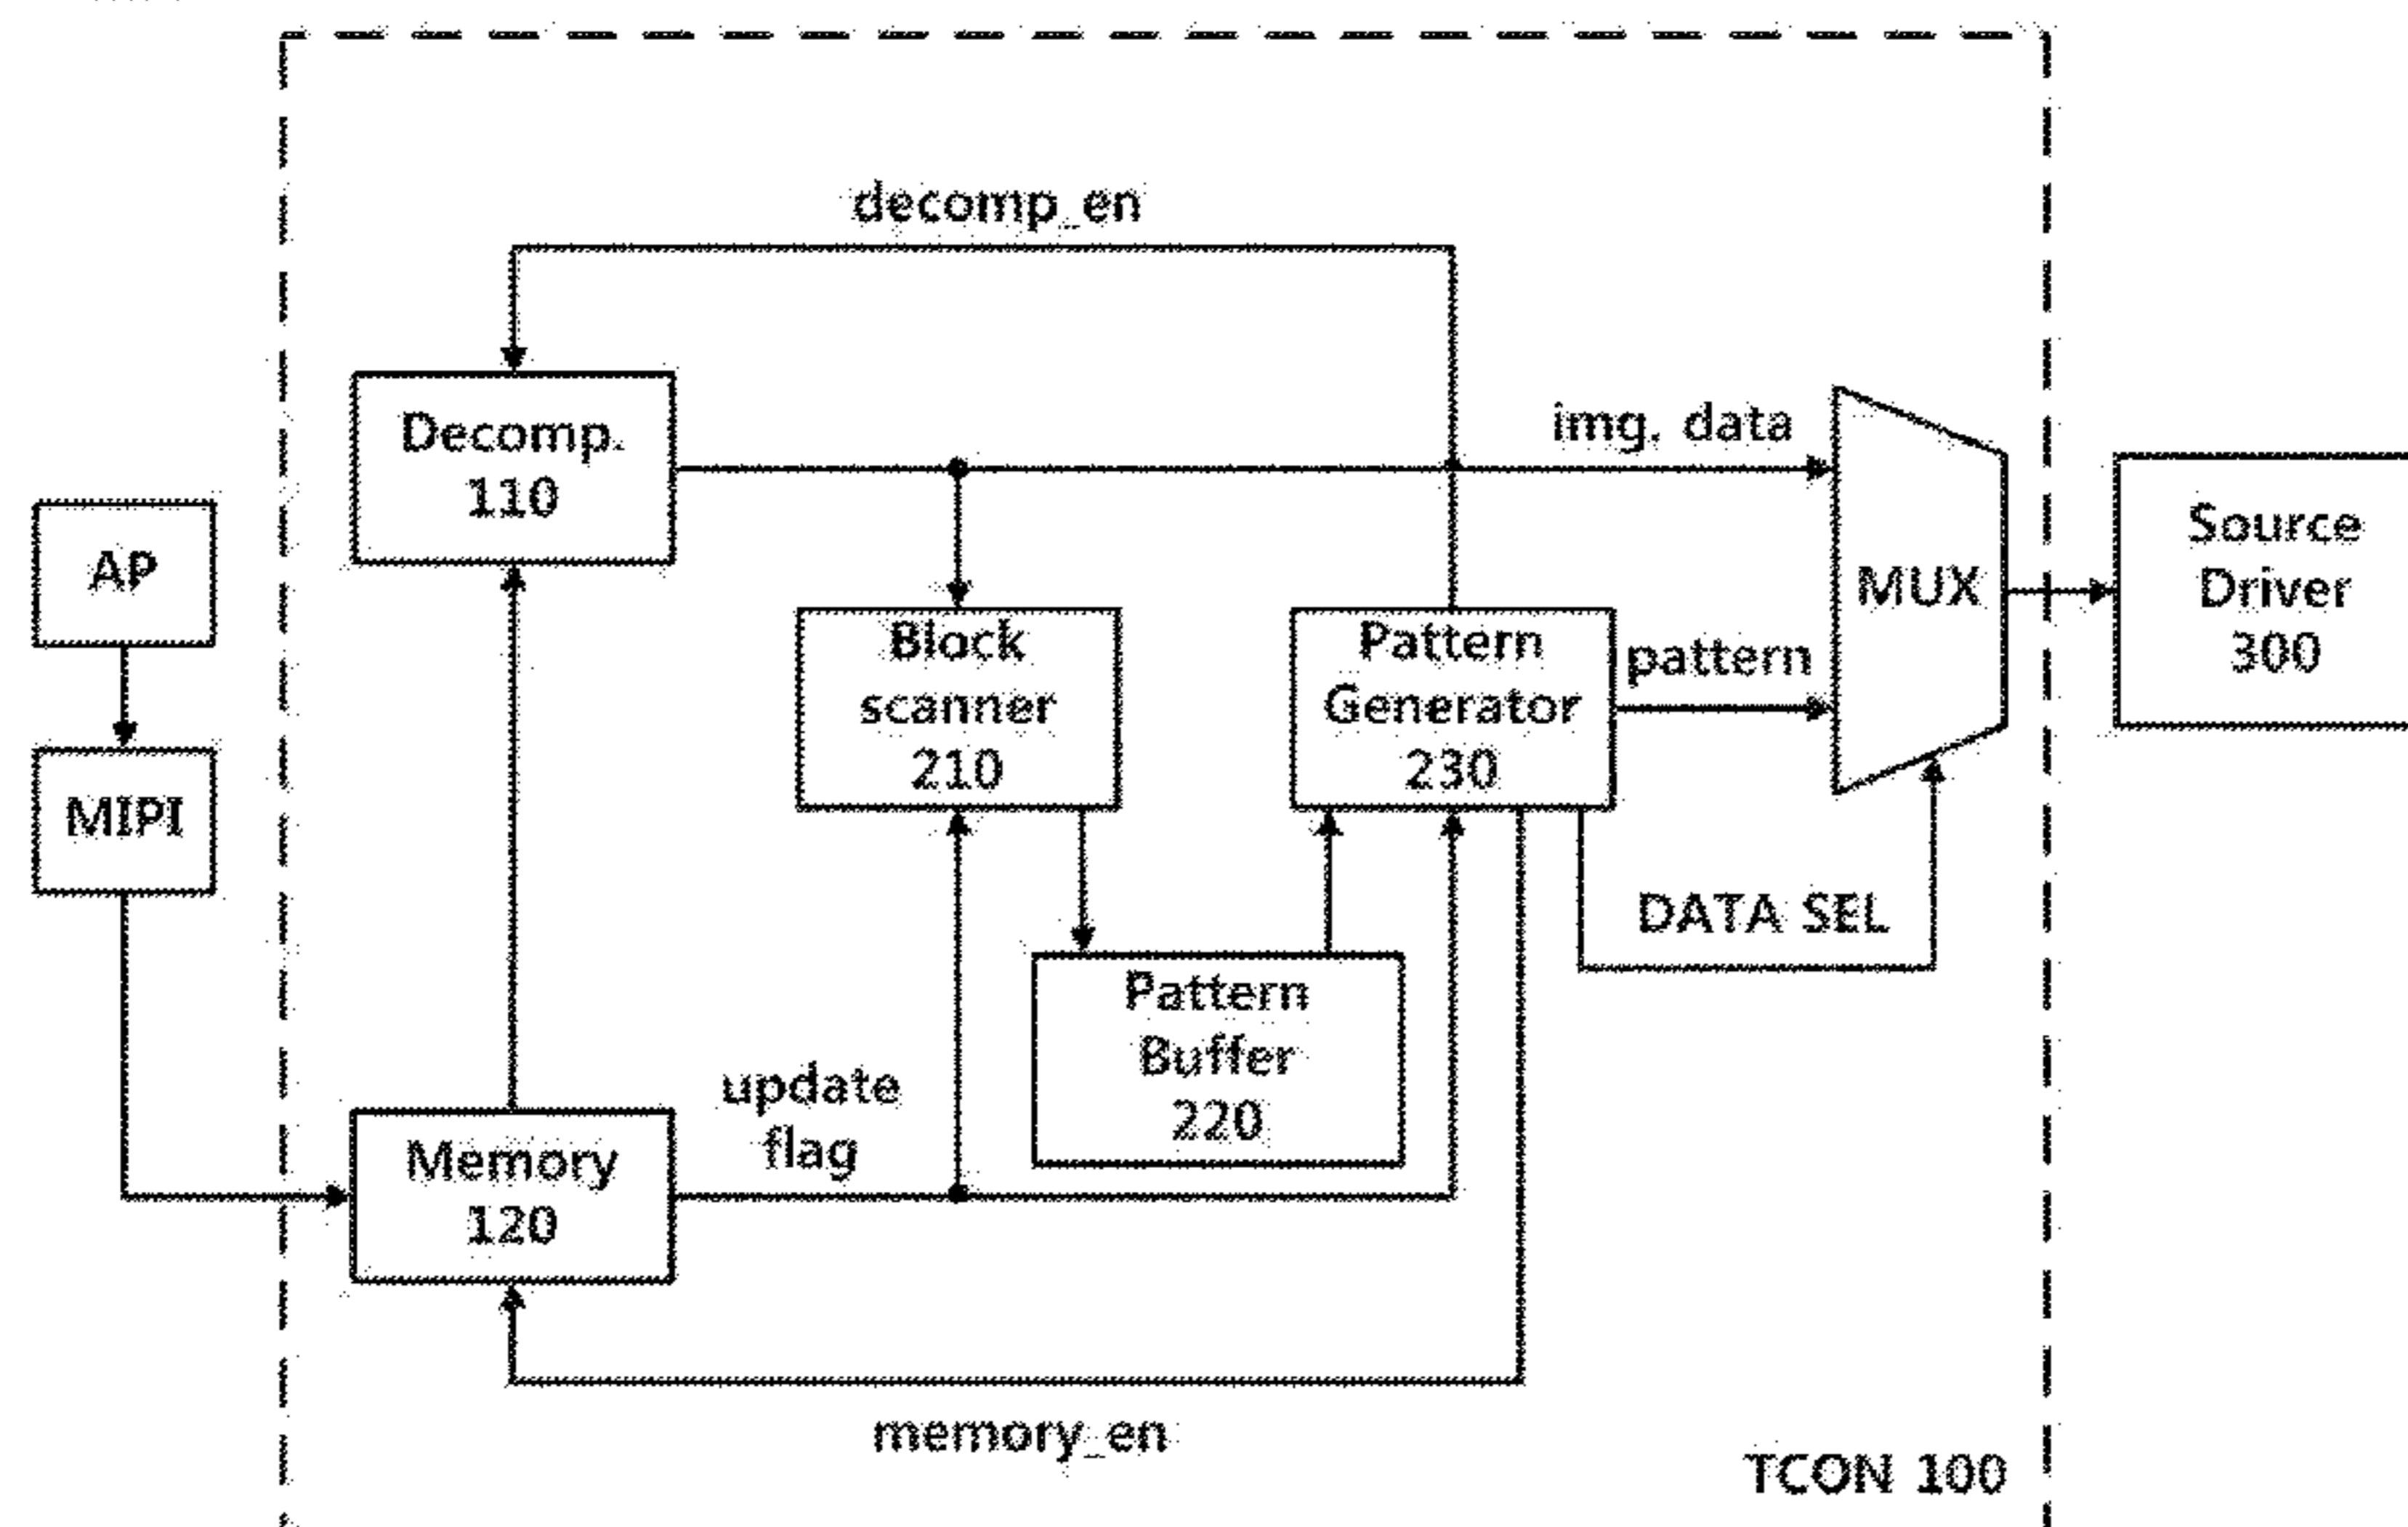 decomp_en
Decomp.
110
img. data
AP
MIPI
Block
scanner
210
Pattern
Generator
230
pattern
MUX
Source
Driver
300
DATA SEL
Pattern
Buffer
220
update
flag
Memory
120
memory_en
TCON 100